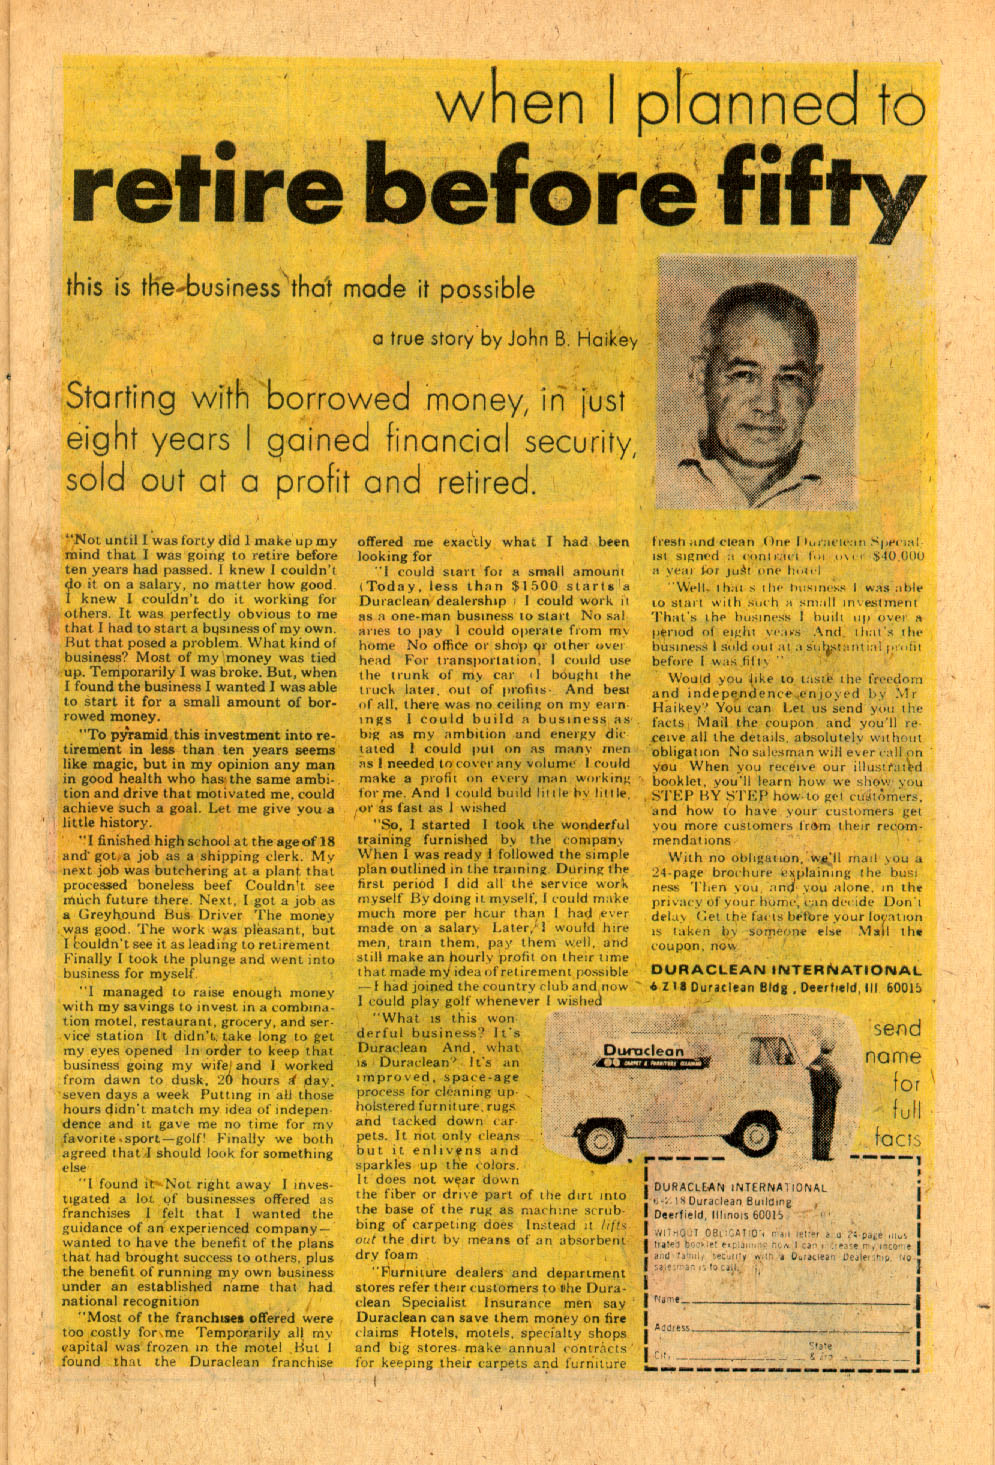 when I planned to
retire before fifty
this is the business that made it possible
a true story by John B. Haikey
Starting with borrowed money, in just
eight years I gained financial security,
sold out at a profit and retired.
"Not until I was forty did I make up my
mind that I was going to retire before
ten years had passed. I knew I couldn't
do it on a salary, no matter how good.
I knew I couldn't do it working for
others. It was perfectly obvious to me
that I had to start a business of my own.
But that posed a problem. What kind of
business? Most of my money was tied
up. Temporarily I was broke. But, when
I found the business I wanted I was able
to start it for a small amount of bor-
rowed money.
"To pyramid this investment into re-
tirement in less than ten years seems
like magic, but in my opinion any man
in good health who has the same ambi-
tion and drive that motivated me, could
achieve such a goal. Let me give you a
little history.
"I finished high school at the age of 18
and got a job as a shipping clerk. My
next job was butchering at a plant that
processed boneless beef Couldn't see
much future there. Next, I got a job as
a Greyhound Bus Driver The money
was good. The work was pleasant, but
I couldn't see it as leading to retirement
Finally I took the plunge and went into
business for myself.
"I managed to raise enough money
with my savings to invest in a combina-
tion motel, restaurant, grocery, and ser-
vice station It didn't take long to get
my eyes opened In order to keep that
business going my wife and I worked
from dawn to dusk, 20 hours a day,
seven days a week Putting in all those
hours didn't match my idea of indepen-
dence and it gave me no time for my
favorite sport—golf! Finally we both
agreed that I should look for something
else
"I found it Not right away I inves-
tigated a lot of businesses offered as
franchises I felt that I wanted the
guidance of an experienced company—
wanted to have the benefit of the plans
that had brought success to others, plus
the benefit of running my own business
under an established name that had
national recognition
"Most of the franchises offered were
too costly for me Temporarily all my
capital was frozen in the motel But I
found that the Duraclean franchise
offered me exactly what I had been
looking for
"I could start for a small amount
(Today, less than $1500 starts a
Duraclean dealership ) I could work it
as a one-man business to start No sal
aries to pay I could operate from my
home No office or shop or other over
head For transportation, I could use
the trunk of my car (I bought the
truck later, out of profits- And best
of all, there was no ceiling on my earn-
ings I could build a business as
big as my ambition and energy dic
tated I could put on as many men
as I needed to cover any volume I could
make a profit on every man working
for me. And I could build little by little,
or as fast as I wished
"So, I started I took the wonderful
training furnished by the company
When I was ready I followed the simple
plan outlined in the training. During the
first period I did all the service work
myself By doing it myself, I could make
much more per hour than I had ever
made on a salary Later, I would hire
men, train them, pay them well, and
still make an hourly profit on their time
that made my idea of retirement possible
—I had joined the country club and now
I could play golf whenever I wished
"What is this won
derful business? It's
Duraclean And, what
is Duraclean? It's an
improved, space-age
process for cleaning up-
holstered furniture, rugs
and tacked down car-
pets. It not only cleans
but it enlivens and
sparkles up the colors.
It does not wear down
the fiber or drive part of the dirt into
the base of the rug as machine scrub-
bing of carpeting does Instead it lifts
out the dirt by means of an absorbent
dry foam
"Furniture dealers and department
stores refer their customers to the Dura-
clean Specialist Insurance men say
Duraclean can save them money on fire
claims Hotels, motels, specialty shops
and big stores make annual contracts
for keeping their carpets and furniture
fresh and clean One Duraclean Special-
ist signed a contract for over $40,000
a year for just one hotel
"Well, that s the business I was able
to start with such a small investment
That's the business I built up over a
period of eight years And, that's the
business I sold out at a substantial profit
before I was fifty "
Would you like to taste the freedom
and independence enjoyed by Mr
Haikey? You can Let us send you the
facts Mail the coupon, and you'll re-
ceive all the details, absolutely without
obligation No salesman will ever call on
you When you receive our illustrated
booklet, you'll learn how we show you
STEP BY STEP how to get customers,
and how to have your customers get
you more customers from their recom-
mendations
With no obligation, we'll mail you a
24-page brochure explaining the busi
ness Then you, and you alone, in the
privacy of your home, can decide Don't
delay Get the facts before your location
is taken by someone else Mail the
coupon, now
DURACLEAN INTERNATIONAL
6 Z18 Duraclean Bldg , Deerfield, Ill 60015
Duraclean
CARPET & FURNITURE CLEANING
send
name
for
full
facts
DURACLEAN INTERNATIONAL
6-Z18 Duraclean Building
Deerfield, Illinois 60015
WITHOUT OBLIGATION mail letter and 24-page illus
trated booklet explaining how I can increase my income
and family security with a Duraclean Dealership. No
salesman is to call.
Name
Address
City State & Zip